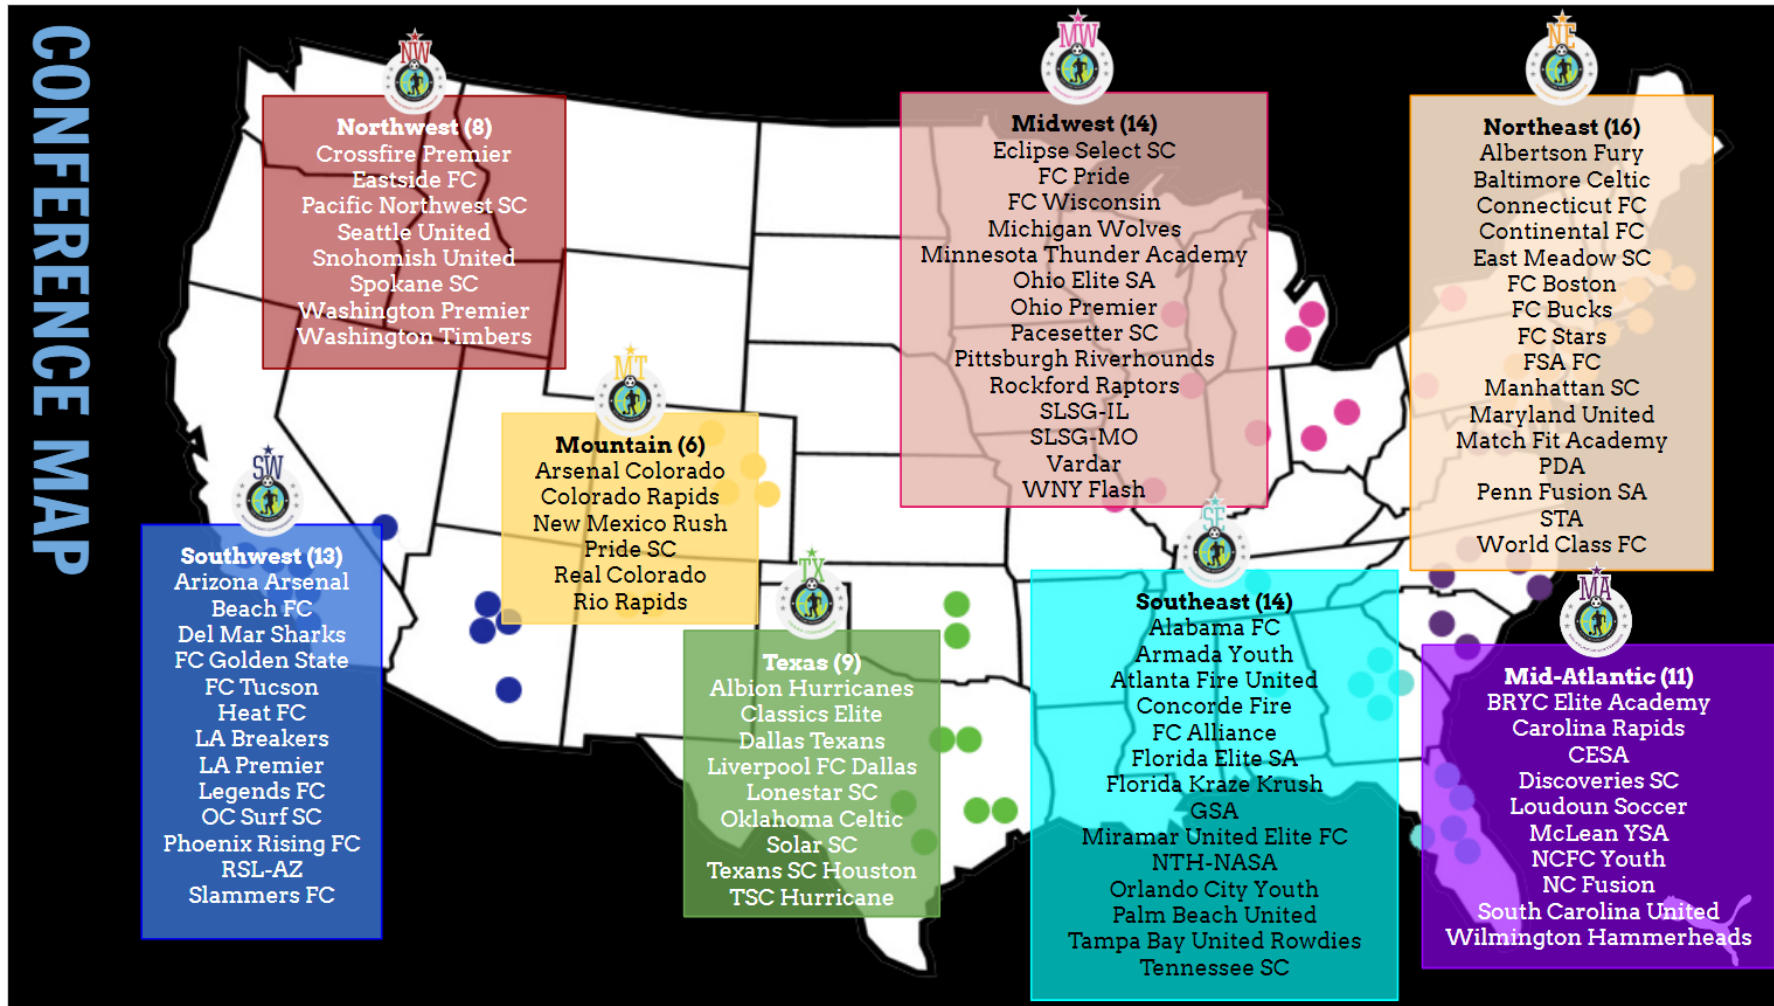 CONFERENCE MAP
NW
Northwest (8)
Crossfire Premier
Eastside FC
Pacific Northwest SC
Seattle United
Snohomish United
Spokane SC
Washington Premier
Washington Timbers
MW
Midwest (14)
Eclipse Select SC
FC Pride
FC Wisconsin
Michigan Wolves
Minnesota Thunder Academy
Ohio Elite SA
Ohio Premier
Pacesetter SC
Pittsburgh Riverhounds
Rockford Raptors
SLSG-IL
SLSG-MO
Vardar
WNY Flash
NE
Northeast (16)
Albertson Fury
Baltimore Celtic
Connecticut FC
Continental FC
East Meadow SC
FC Boston
FC Bucks
FC Stars
FSA FC
Manhattan SC
Maryland United
Match Fit Academy
PDA
Penn Fusion SA
STA
World Class FC
MT
Mountain (6)
Arsenal Colorado
Colorado Rapids
New Mexico Rush
Pride SC
Real Colorado
Rio Rapids
SW
Southwest (13)
Arizona Arsenal
Beach FC
Del Mar Sharks
FC Golden State
FC Tucson
Heat FC
LA Breakers
LA Premier
Legends FC
OC Surf SC
Phoenix Rising FC
RSL-AZ
Slammers FC
TX
Texas (9)
Albion Hurricanes
Classics Elite
Dallas Texans
Liverpool FC Dallas
Lonestar SC
Oklahoma Celtic
Solar SC
Texans SC Houston
TSC Hurricane
SE
Southeast (14)
Alabama FC
Armada Youth
Atlanta Fire United
Concorde Fire
FC Alliance
Florida Elite SA
Florida Kraze Krush
GSA
Miramar United Elite FC
NTH-NASA
Orlando City Youth
Palm Beach United
Tampa Bay United Rowdies
Tennessee SC
MA
Mid-Atlantic (11)
BRYC Elite Academy
Carolina Rapids
CESA
Discoveries SC
Loudoun Soccer
McLean YSA
NCFC Youth
NC Fusion
South Carolina United
Wilmington Hammerheads